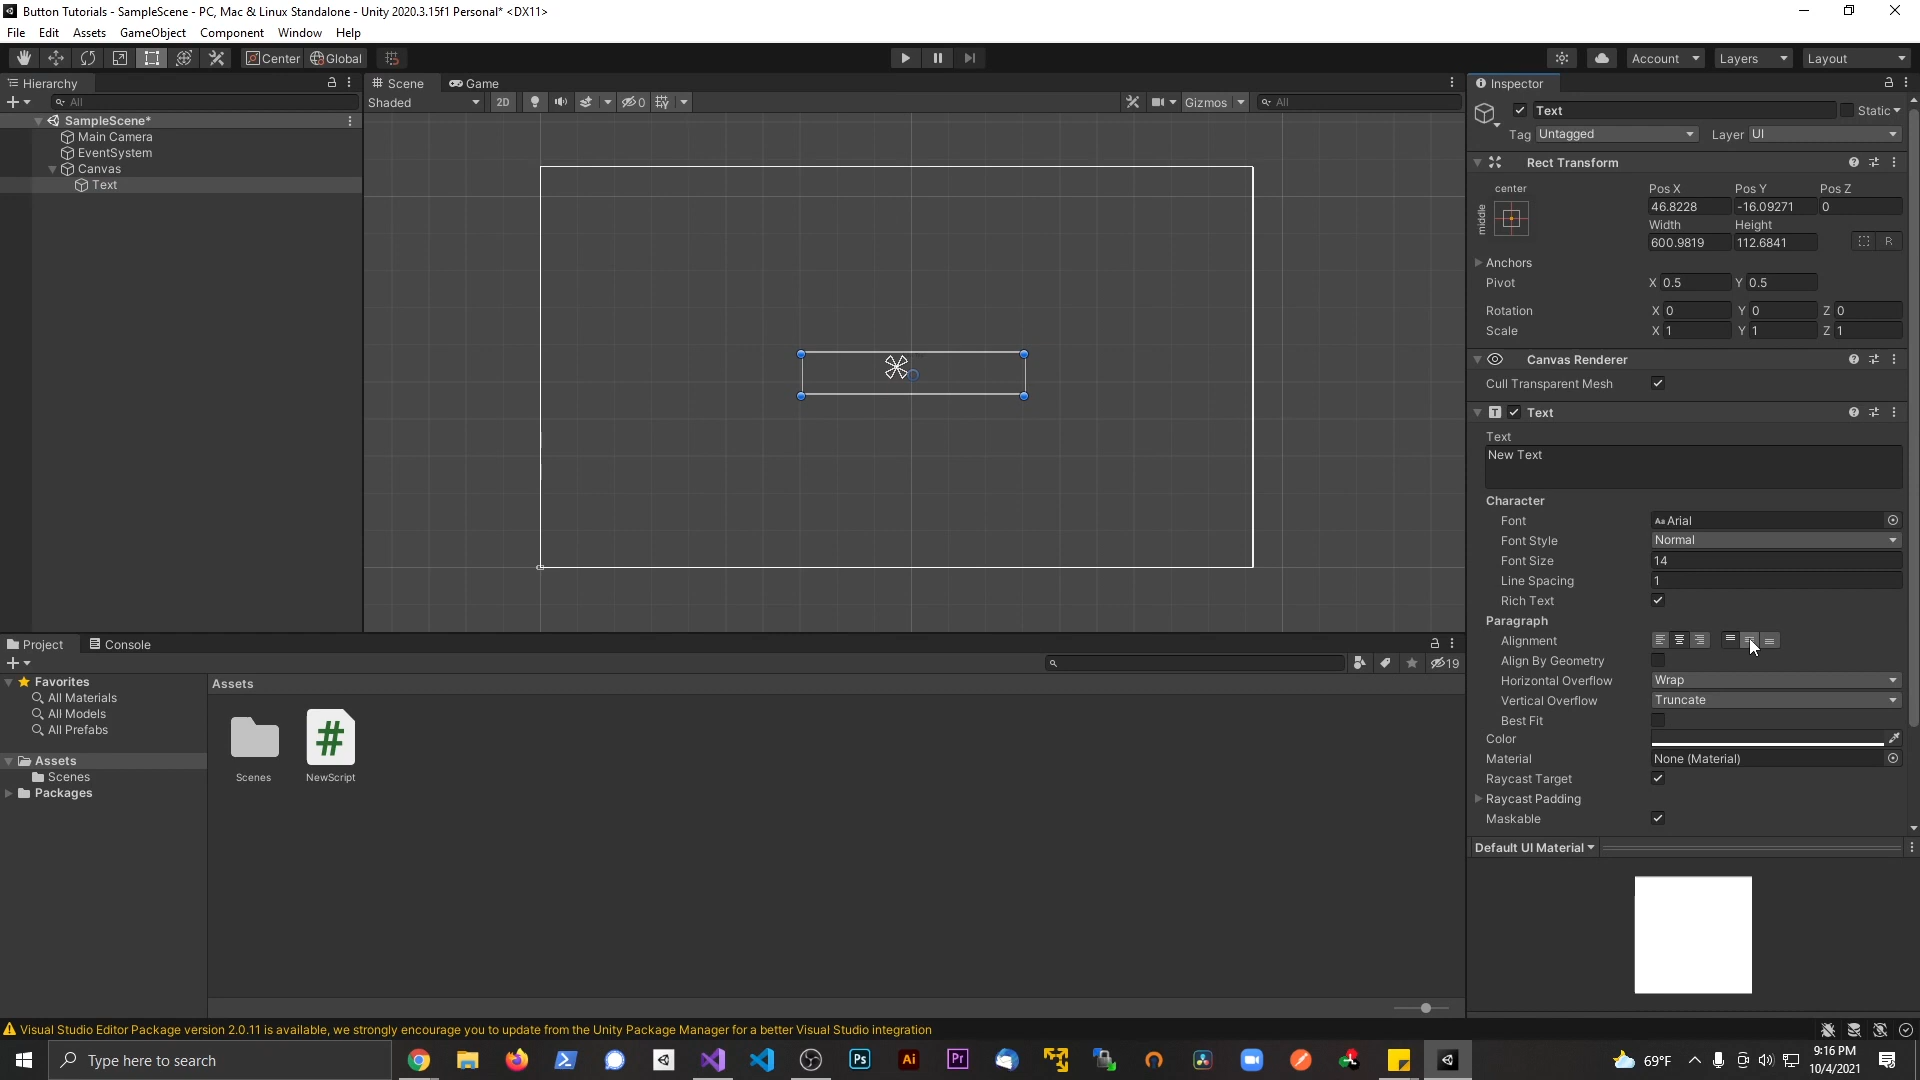 Button Tutorials - SampleScene - PC, Mac & Linux Standalone - Unity 2020.3.15f1 Personal* <DX11>
File Edit Assets GameObject Component Window Help
Center Global
Account Layers Layout
Hierarchy
All
SampleScene*
Main Camera
EventSystem
Canvas
Text
Scene Game
Shaded 2D 0 Gizmos All
Inspector
Text Static
Tag Untagged Layer UI
Rect Transform
center
middle
Pos X Pos Y Pos Z
46.8228 -16.09271 0
Width Height
600.9819 112.6841 R
Anchors
Pivot X 0.5 Y 0.5
Rotation X 0 Y 0 Z 0
Scale X 1 Y 1 Z 1
Canvas Renderer
Cull Transparent Mesh
Text
Text
New Text
Character
Font Aa Arial
Font Style Normal
Font Size 14
Line Spacing 1
Rich Text
Paragraph
Alignment
Align By Geometry
Horizontal Overflow Wrap
Vertical Overflow Truncate
Best Fit
Color
Material None (Material)
Raycast Target
Raycast Padding
Maskable
Default UI Material
Project Console
19
Favorites
All Materials
All Models
All Prefabs
Assets
Scenes
Packages
Assets
Scenes NewScript
Visual Studio Editor Package version 2.0.11 is available, we strongly encourage you to update from the Unity Package Manager for a better Visual Studio integration
Type here to search
Ps Ai Pr
69°F
9:16 PM
10/4/2021